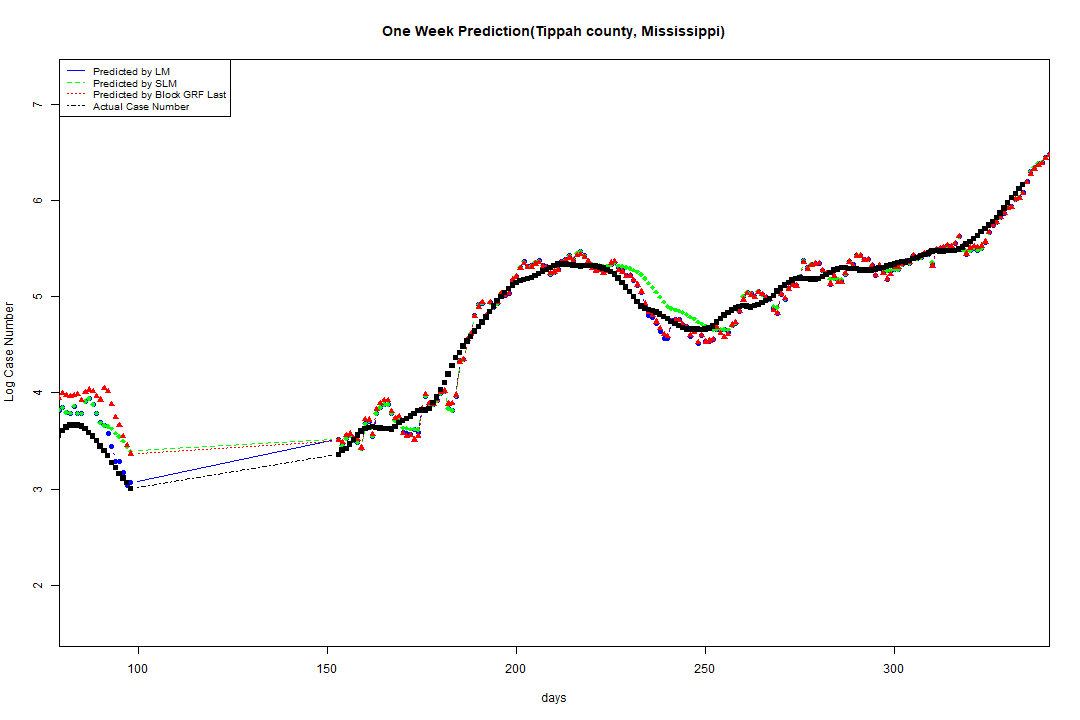 One Week Prediction(Tippah county, Mississippi)
Predicted by LM
Predicted by SLM
Predicted by Block GRF Last
Actual Case Number
7
6
5
4
3
2
Log Case Number
100 150 200 250 300
days